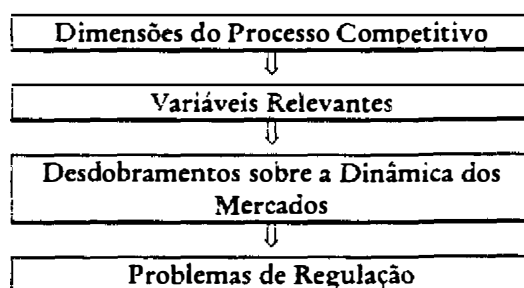 Dimensões do Processo Competitivo
Variáveis Relevantes
Desdobramentos sobre a Dinâmica dos
Mercados
Problemas de Regulação